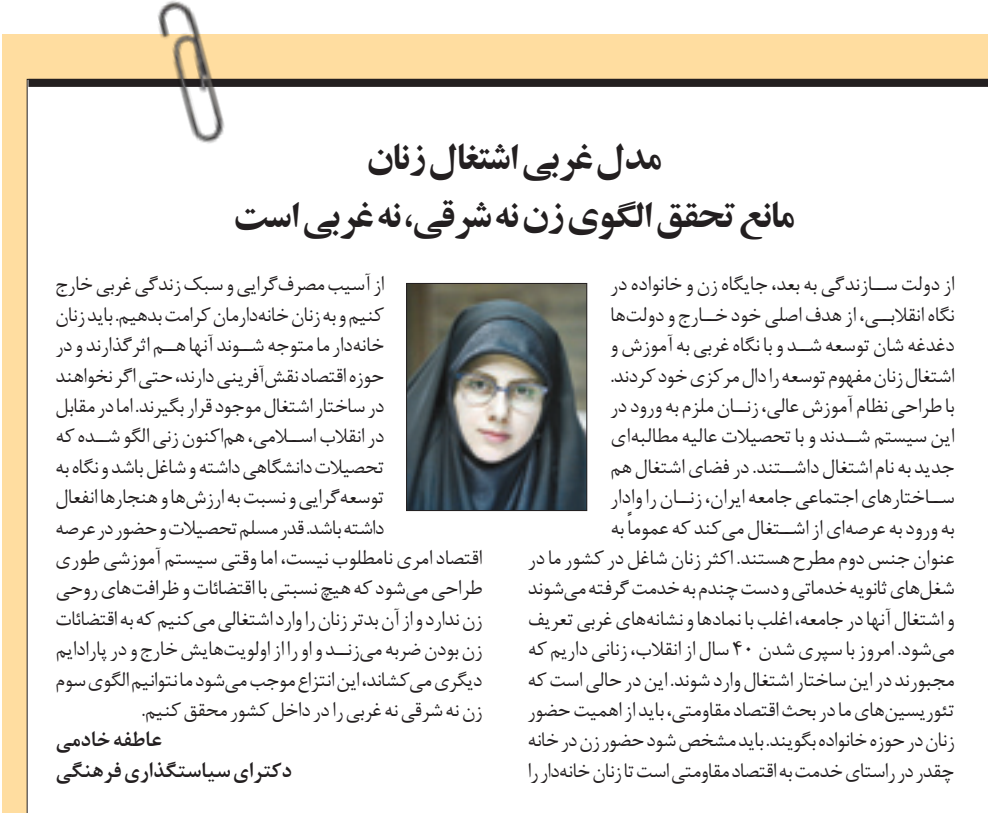 مدل غربی اشتغال زنان
مانع تحقق الگوی زن نه شرقی، نه غربی است
از دولت سازندگی به بعد، جایگاه زن و خانواده در
نگاه انقلابی، از هدف اصلی خود خارج و دولت‌ها
دغدغه شان توسعه شد و با نگاه غربی به آموزش و
اشتغال زنان مفهوم توسعه را دال مرکزی خود کردند.
با طراحی نظام آموزش عالی، زنان ملزم به ورود در
این سیستم شدند و با تحصیلات عالیه مطالبه‌ای
جدید به نام اشتغال داشتند. در فضای اشتغال هم
ساختارهای اجتماعی جامعه ایران، زنان را وادار
به ورود به عرصه‌ای از اشتغال می‌کند که عموماً به
عنوان جنس دوم مطرح هستند. اکثر زنان شاغل در کشور ما در
شغل‌های ثانویه خدماتی و دست چندم به خدمت گرفته می‌شوند
و اشتغال آنها در جامعه، اغلب با نمادها و نشانه‌های غربی تعریف
می‌شود. امروز با سپری شدن ۴۰ سال از انقلاب، زنانی داریم که
مجبورند در این ساختار اشتغال وارد شوند. این در حالی است که
تئوریسین‌های ما در بحث اقتصاد مقاومتی، باید از اهمیت حضور
زنان در حوزه خانواده بگویند. باید مشخص شود حضور زن در خانه
چقدر در راستای خدمت به اقتصاد مقاومتی است تا زنان خانه‌دار را
از آسیب مصرف‌گرایی و سبک زندگی غربی خارج
کنیم و به زنان خانه‌دارمان کرامت بدهیم. باید زنان
خانه‌دار ما متوجه شوند آنها هم اثرگذارند و در
حوزه اقتصاد نقش‌آفرینی دارند، حتی اگر نخواهند
در ساختار اشتغال موجود قرار بگیرند. اما در مقابل
در انقلاب اسلامی، هم‌اکنون زنی الگو شده که
تحصیلات دانشگاهی داشته و شاغل باشد و نگاه به
توسعه‌گرایی و نسبت به ارزش‌ها و هنجارها انفعال
داشته باشد. قدر مسلم تحصیلات و حضور در عرصه
اقتصاد امری نامطلوب نیست، اما وقتی سیستم آموزشی طوری
طراحی می‌شود که هیچ نسبتی با اقتضائات و ظرافت‌های روحی
زن ندارد و از آن بدتر زنان را وارد اشتغالی می‌کنیم که به اقتضائات
زن بودن ضربه می‌زند و او را از اولویت‌هایش خارج و در پارادایم
دیگری می‌کشاند، این انتزاع موجب می‌شود ما نتوانیم الگوی سوم
زن نه شرقی نه غربی را در داخل کشور محقق کنیم.
عاطفه خادمی
دکترای سیاستگذاری فرهنگی